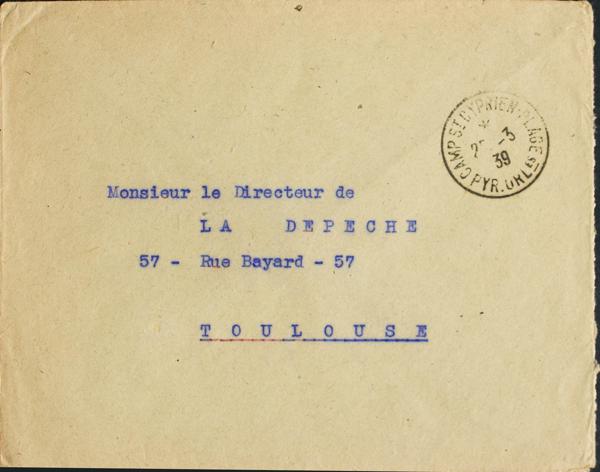 CAMP ST CYPRIEN-PLAGE
* -3
39
PYR. ORLES
Monsieur le Directeur de
LA DEPECHE
57 - Rue Bayard - 57
TOULOUSE